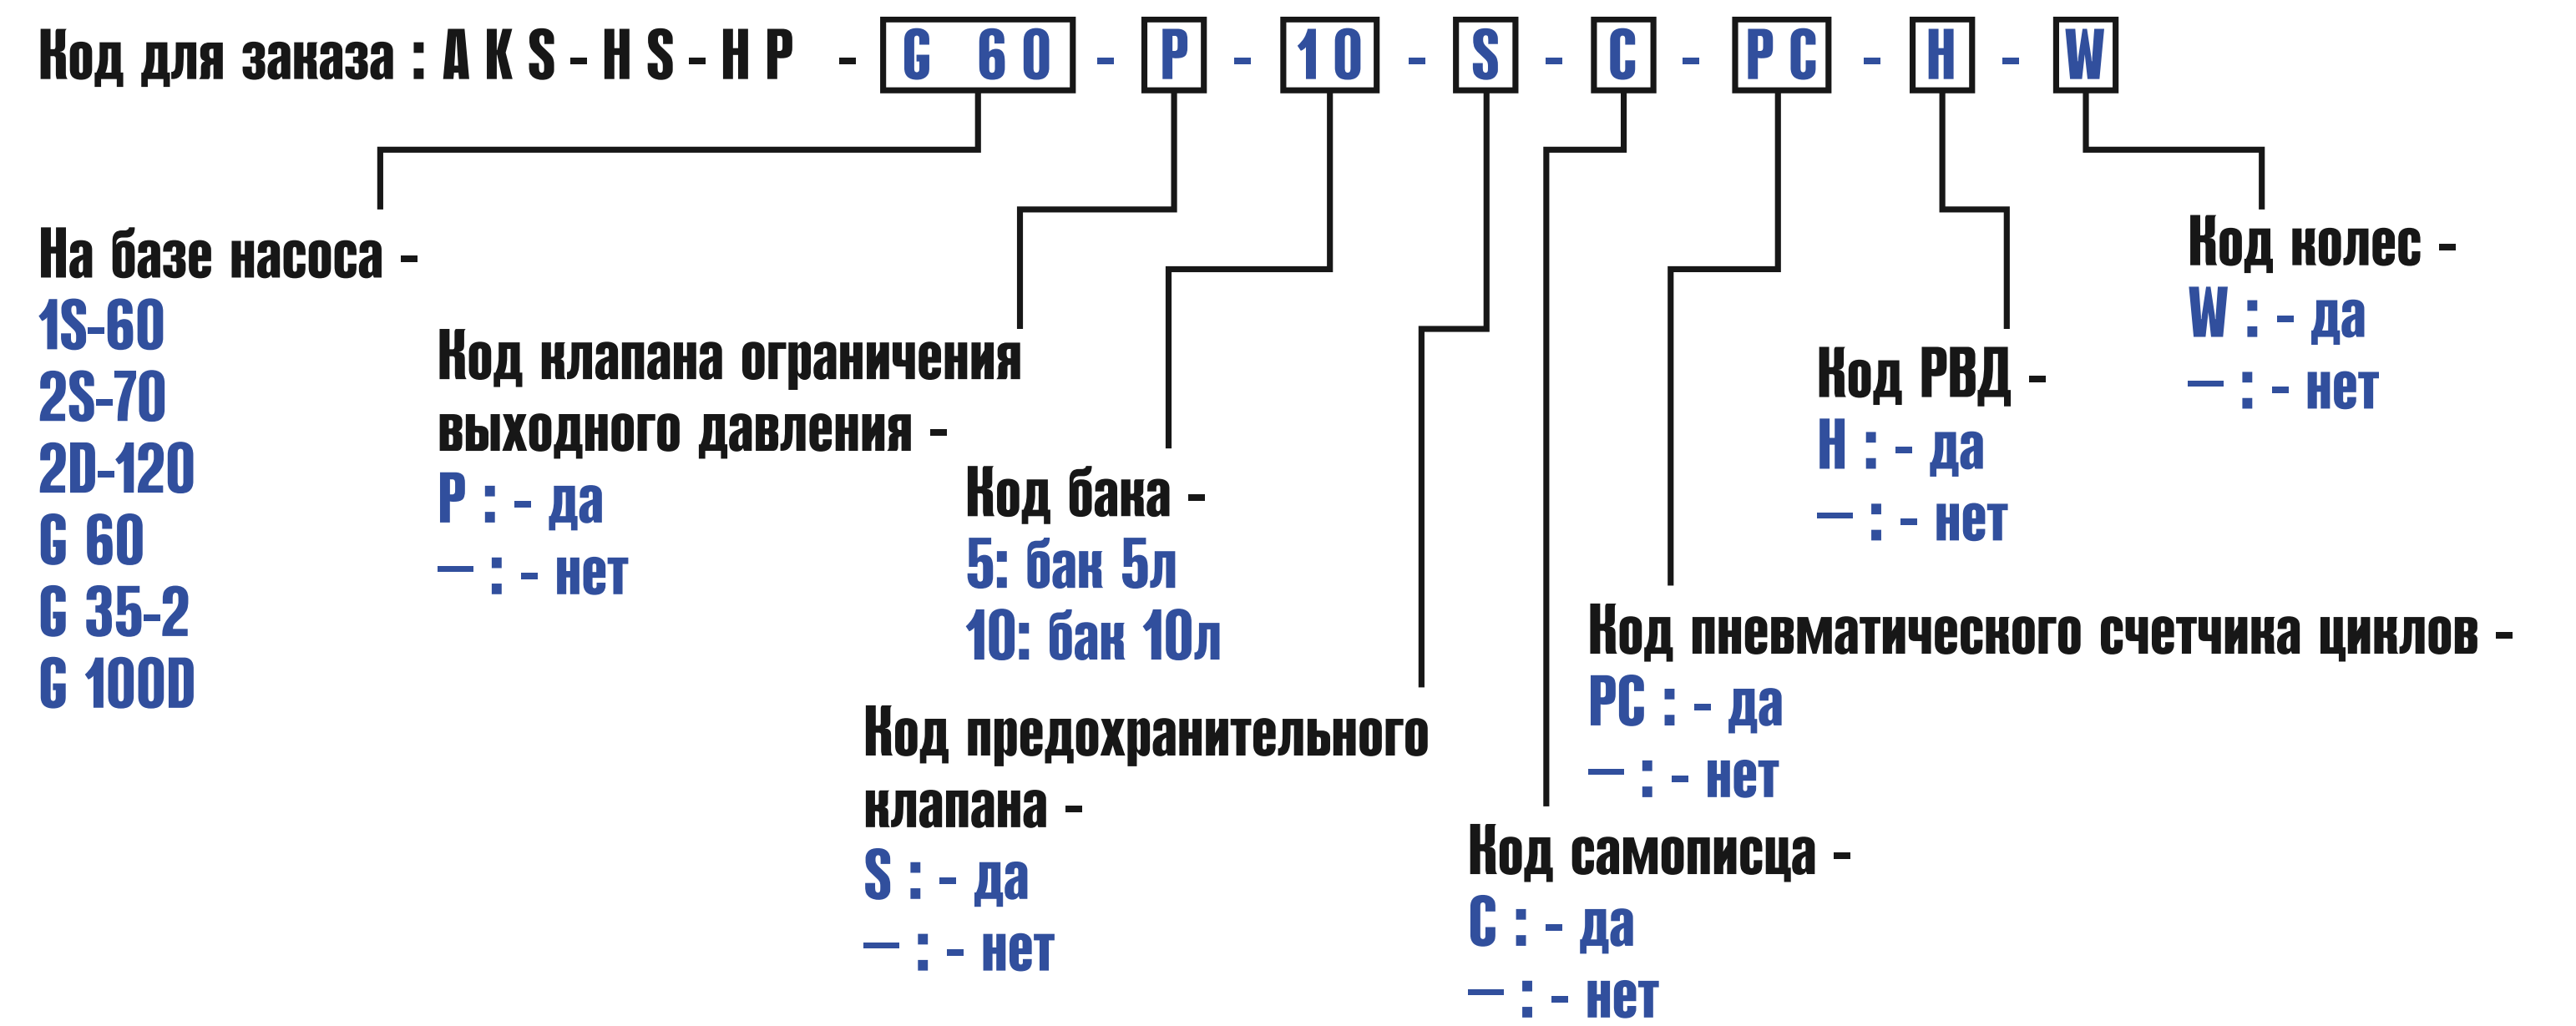 Код для заказа : AKS-HS-HP - G 60 - P - 10 - S - C - PC - H - W
На базе насоса -
1S-60
2S-70
2D-120
G 60
G 35-2
G 100D
Код клапана ограничения
выходного давления -
P : - да
— : - нет
Код бака -
5: бак 5л
10: бак 10л
Код предохранительного
клапана -
S : - да
— : - нет
Код самописца -
C : - да
— : - нет
Код пневматического счетчика циклов -
PC : - да
— : - нет
Код РВД -
H : - да
— : - нет
Код колес -
W : - да
— : - нет